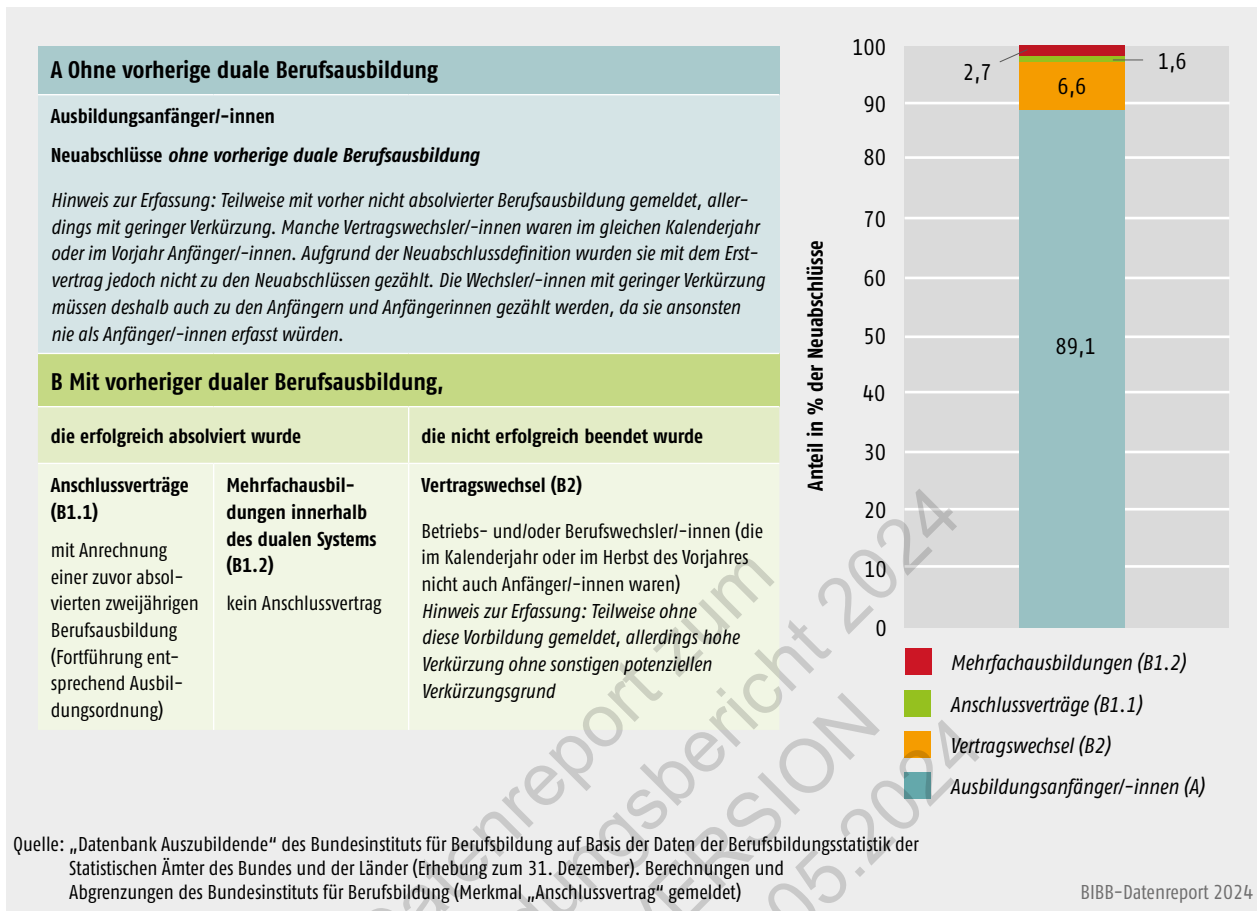 A Ohne vorherige duale Berufsausbildung
Ausbildungsanfänger/-innen
Neuabschlüsse ohne vorherige duale Berufsausbildung
Hinweis zur Erfassung: Teilweise mit vorher nicht absolvierter Berufsausbildung gemeldet, aller-
dings mit geringer Verkürzung. Manche Vertragswechsler/-innen waren im gleichen Kalenderjahr
oder im Vorjahr Anfänger/-innen. Aufgrund der Neuabschlussdefinition wurden sie mit dem Erst-
vertrag jedoch nicht zu den Neuabschlüssen gezählt. Die Wechsler/-innen mit geringer Verkürzung
müssen deshalb auch zu den Anfängern und Anfängerinnen gezählt werden, da sie ansonsten
nie als Anfänger/-innen erfasst würden.
B Mit vorheriger dualer Berufsausbildung,
die erfolgreich absolviert wurde
die nicht erfolgreich beendet wurde
Anschlussverträge
(B1.1)
mit Anrechnung
einer zuvor absol-
vierten zweijährigen
Berufsausbildung
(Fortführung ent-
sprechend Ausbil-
dungsordnung)
Mehrfachausbil-
dungen innerhalb
des dualen Systems
(B1.2)
kein Anschlussvertrag
Vertragswechsel (B2)
Betriebs- und/oder Berufswechsler/-innen (die
im Kalenderjahr oder im Herbst des Vorjahres
nicht auch Anfänger/-innen waren)
Hinweis zur Erfassung: Teilweise ohne
diese Vorbildung gemeldet, allerdings hohe
Verkürzung ohne sonstigen potenziellen
Verkürzungsgrund
Anteil in % der Neuabschlüsse
100
90
80
70
60
50
40
30
20
10
0
2,7
1,6
6,6
89,1
Mehrfachausbildungen (B1.2)
Anschlussverträge (B1.1)
Vertragswechsel (B2)
Ausbildungsanfänger/-innen (A)
Quelle: „Datenbank Auszubildende“ des Bundesinstituts für Berufsbildung auf Basis der Daten der Berufsbildungsstatistik der
Statistischen Ämter des Bundes und der Länder (Erhebung zum 31. Dezember). Berechnungen und
Abgrenzungen des Bundesinstituts für Berufsbildung (Merkmal „Anschlussvertrag“ gemeldet)
BIBB-Datenreport 2024
zum
2024
05.2024